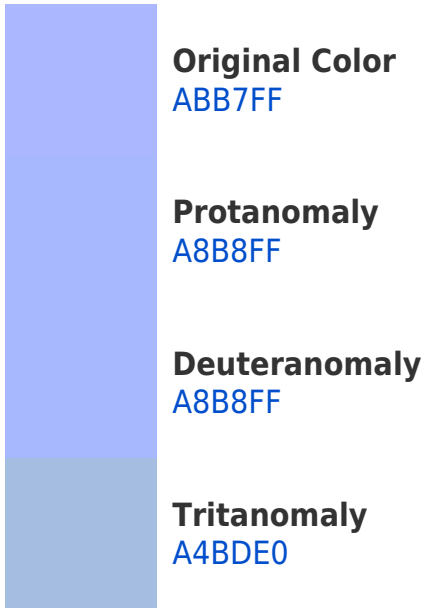 Original Color
ABB7FF
Protanomaly
A8B8FF
Deuteranomaly
A8B8FF
Tritanomaly
A4BDE0